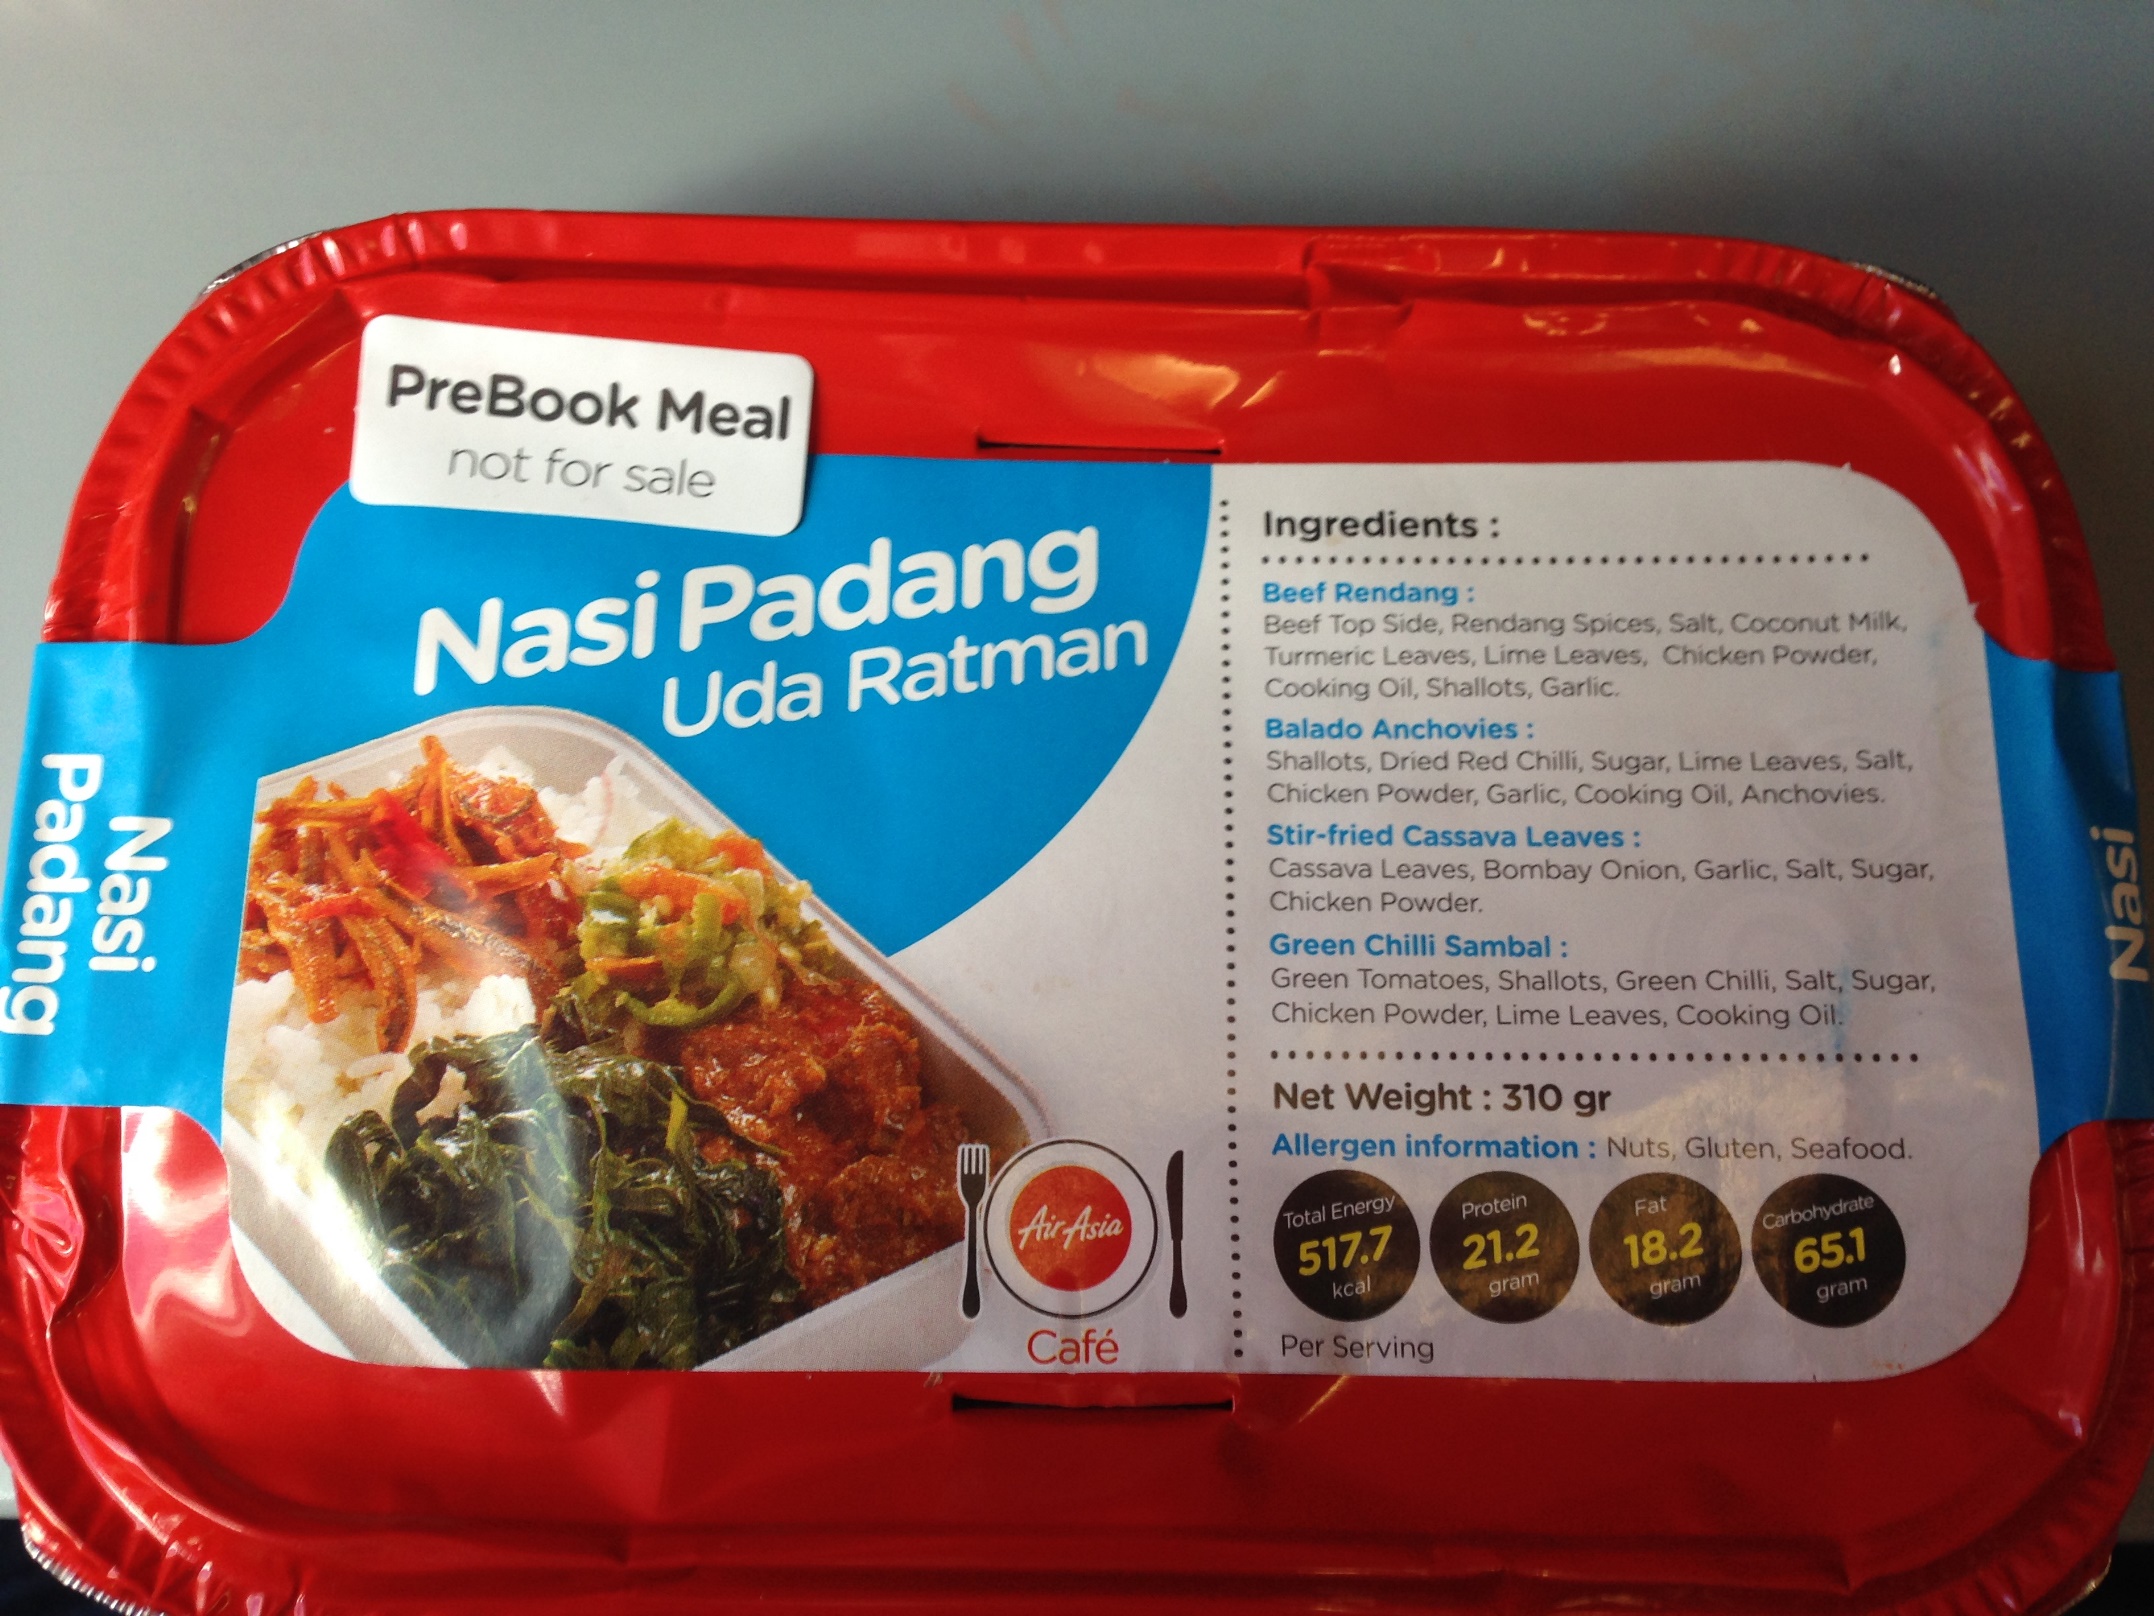 PreBook Meal
not for sale
Nasi Padang
Uda Ratman
Nasi
Padang
AirAsia
Café
Ingredients :
Beef Rendang :
Beef Top Side, Rendang Spices, Salt, Coconut Milk,
Turmeric Leaves, Lime Leaves, Chicken Powder,
Cooking Oil, Shallots, Garlic.
Balado Anchovies :
Shallots, Dried Red Chilli, Sugar, Lime Leaves, Salt,
Chicken Powder, Garlic, Cooking Oil, Anchovies.
Stir-fried Cassava Leaves :
Cassava Leaves, Bombay Onion, Garlic, Salt, Sugar,
Chicken Powder.
Green Chilli Sambal :
Green Tomatoes, Shallots, Green Chilli, Salt, Sugar,
Chicken Powder, Lime Leaves, Cooking Oil.
Net Weight : 310 gr
Allergen information : Nuts, Gluten, Seafood.
Total Energy
517.7
kcal
Protein
21.2
gram
Fat
18.2
gram
Carbohydrate
65.1
gram
Per Serving
Nasi